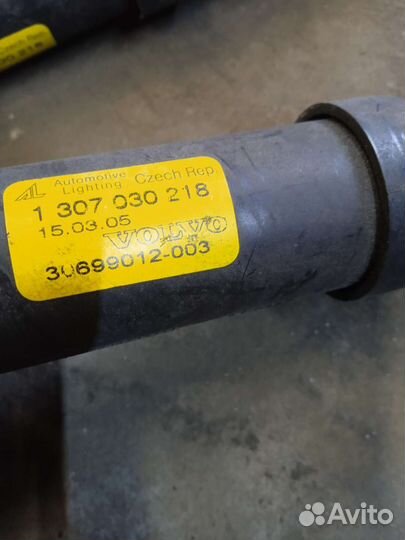 Automotive Lighting Czech Rep.
1 307 030 218
15.03.05
VOLVO
30699012-003
Avito